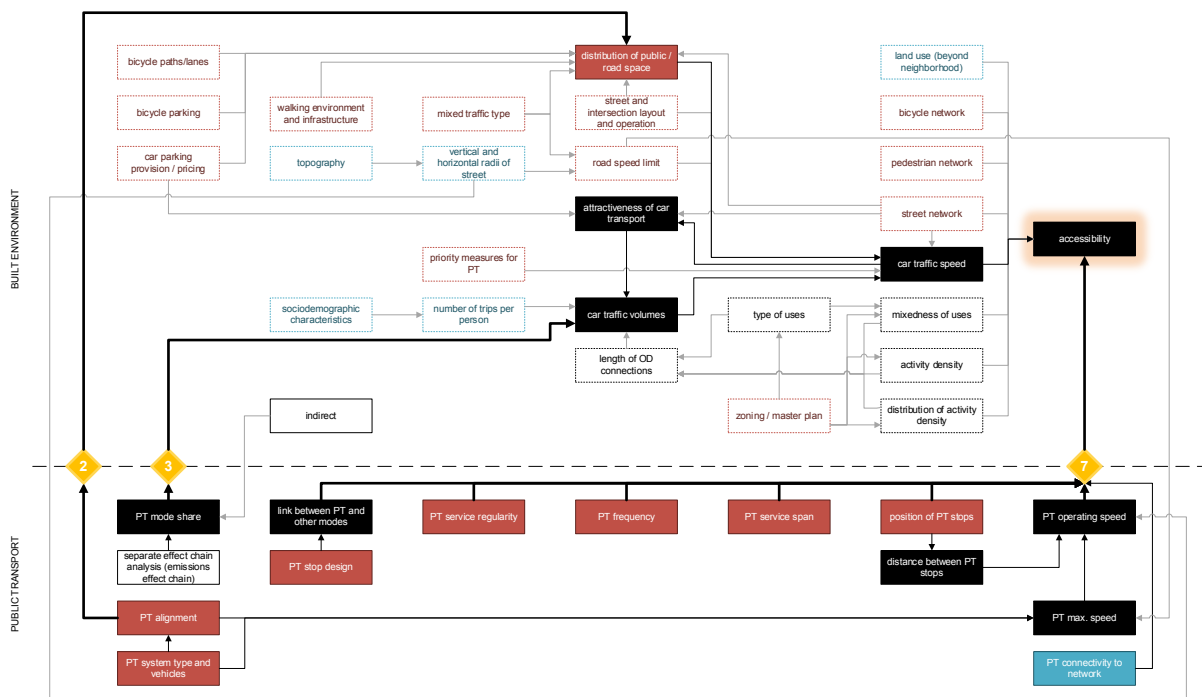 distribution of public /
road space
bicycle paths/lanes
land use (beyond
neighborhood)
bicycle parking
walking environment
and infrastructure
mixed traffic type
street and
intersection layout
and operation
bicycle network
car parking
provision / pricing
topography
vertical and
horizontal radii of
street
road speed limit
pedestrian network
attractiveness of car
transport
street network
accessibility
priority measures for
PT
car traffic speed
sociodemographic
characteristics
number of trips per
person
car traffic volumes
type of uses
mixedness of uses
length of OD
connections
activity density
indirect
zoning / master plan
distribution of activity
density
BUILT ENVIRONMENT
2
3
7
PT mode share
link between PT and
other modes
PT service regularity
PT frequency
PT service span
position of PT stops
PT operating speed
separate effect chain
analysis (emissions
effect chain)
PT stop design
distance between PT
stops
PT alignment
PT max. speed
PT system type and
vehicles
PT connectivity to
network
PUBLIC TRANSPORT